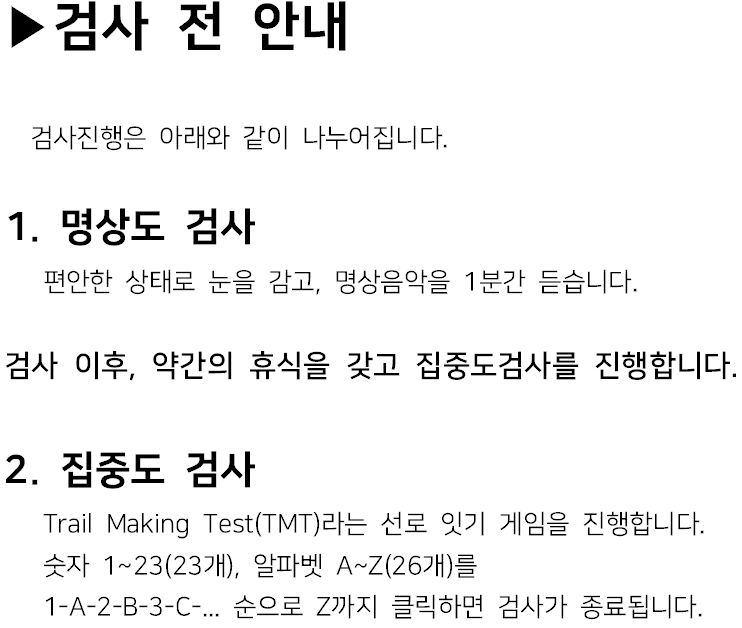 ▶검사 전 안내
검사진행은 아래와 같이 나누어집니다.
1. 명상도 검사
편안한 상태로 눈을 감고, 명상음악을 1분간 듣습니다.
검사 이후, 약간의 휴식을 갖고 집중도검사를 진행합니다.
2. 집중도 검사
Trail Making Test(TMT)라는 선로 잇기 게임을 진행합니다.
숫자 1~23(23개), 알파벳 A~Z(26개)를
1-A-2-B-3-C-... 순으로 Z까지 클릭하면 검사가 종료됩니다.